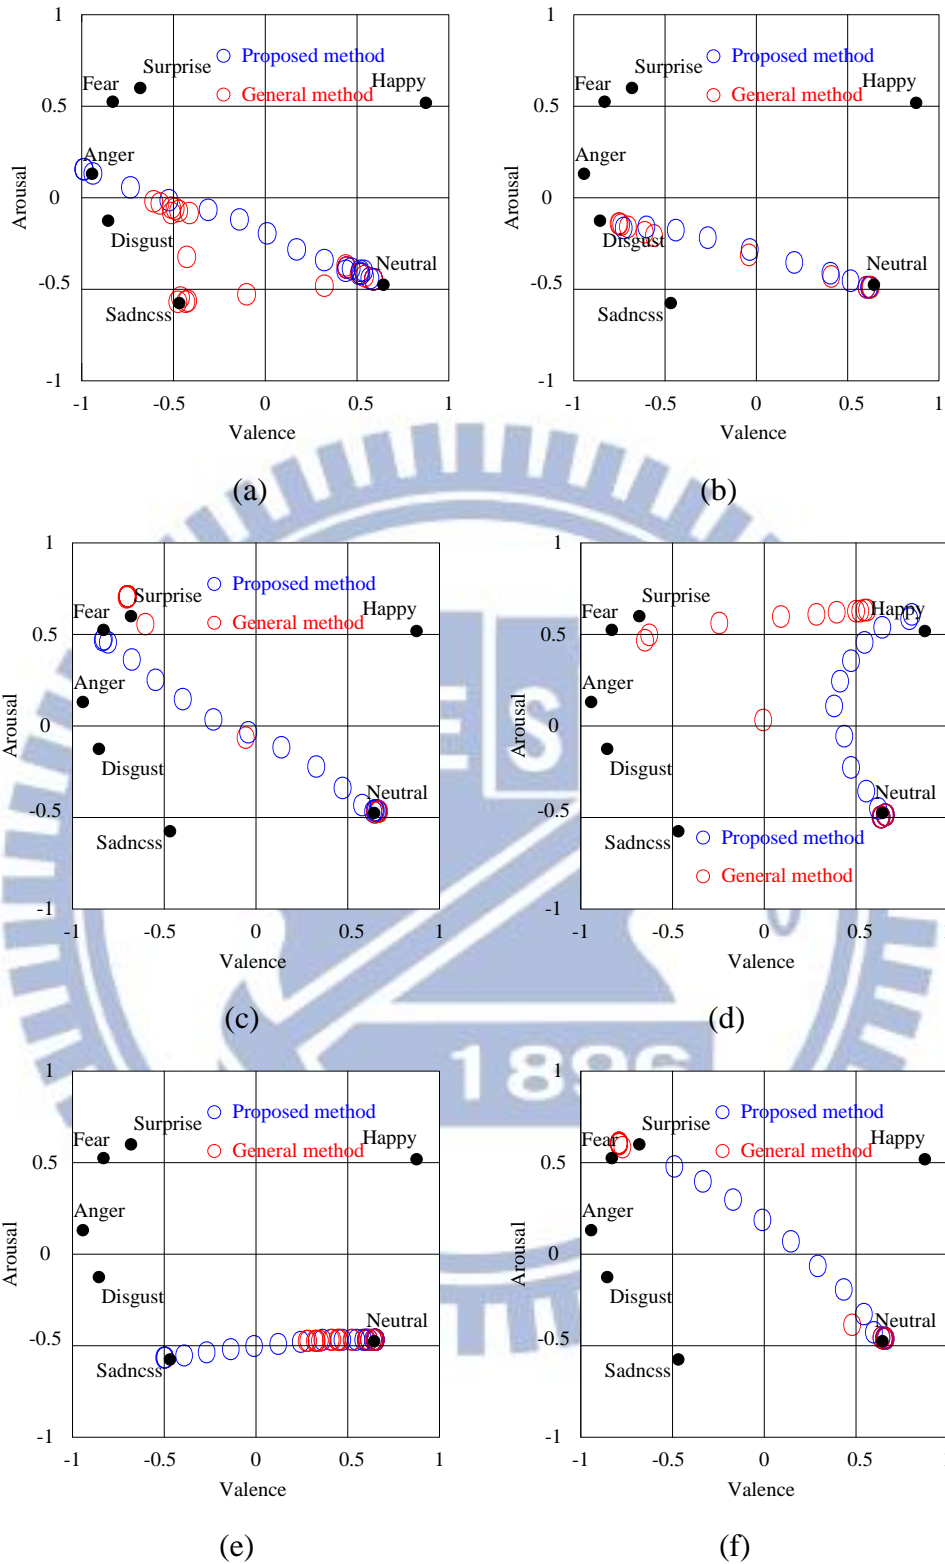 1
1
Proposed method
Proposed method
Surprise
Surprise
Fear
Happy
Fear
Happy
General method
General method
0.5
0.5
Anger
Anger
Arousal
Arousal
0
0
Disgust
Disgust
Neutral
Neutral
-0.5
-0.5
Sadncss
Sadncss
-1
-1
-1 -0.5 0 0.5 1
-1 -0.5 0 0.5 1
Valence
Valence
(a)
(b)
1
1
Proposed method
Surprise
Surprise
Fear
Happy
Fear
Happy
General method
0.5
0.5
Anger
Anger
Arousal
Arousal
0
0
Disgust
Disgust
Neutral
Neutral
-0.5
-0.5
Sadncss
Sadncss
Proposed method
General method
-1
-1
-1 -0.5 0 0.5 1
-1 -0.5 0 0.5 1
Valence
Valence
(c)
(d)
ES
1896
1
1
Proposed method
Proposed method
Surprise
Surprise
Fear
Happy
Fear
Happy
General method
General method
0.5
0.5
Anger
Anger
Arousal
Arousal
0
0
Disgust
Disgust
Neutral
Neutral
-0.5
-0.5
Sadncss
Sadncss
-1
-1
-1 -0.5 0 0.5 1
-1 -0.5 0 0.5 1
Valence
Valence
(e)
(f)